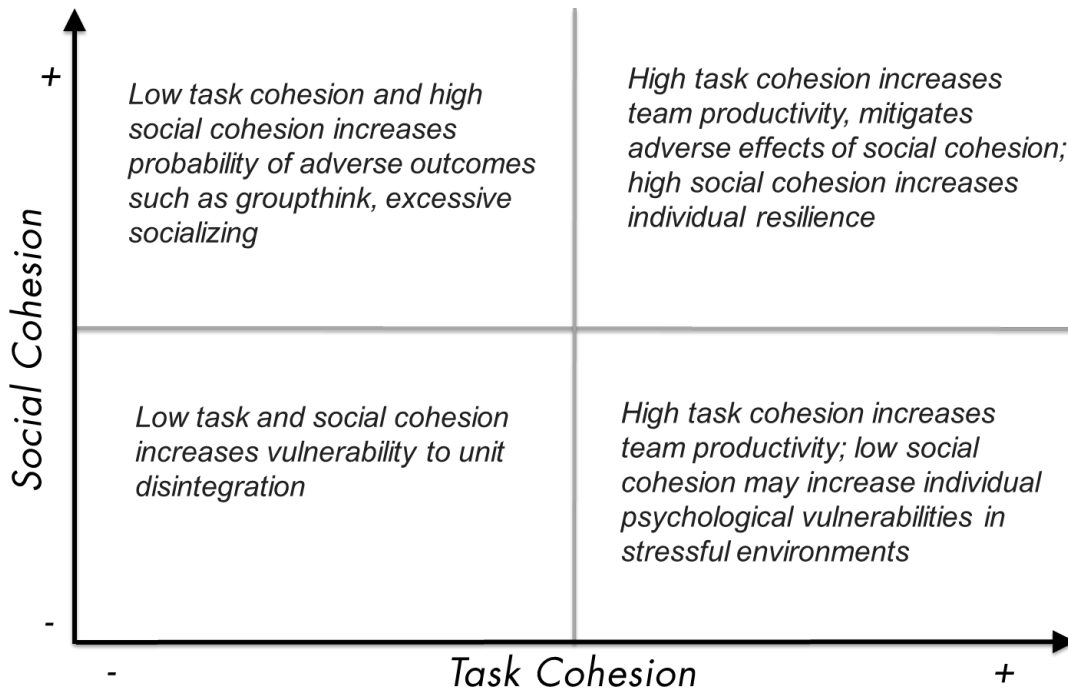 +
Low task cohesion and high
social cohesion increases
probability of adverse outcomes
such as groupthink, excessive
socializing
High task cohesion increases
team productivity, mitigates
adverse effects of social cohesion;
high social cohesion increases
individual resilience
Social Cohesion
Low task and social cohesion
increases vulnerability to unit
disintegration
High task cohesion increases
team productivity; low social
cohesion may increase individual
psychological vulnerabilities in
stressful environments
-
-
Task Cohesion
+